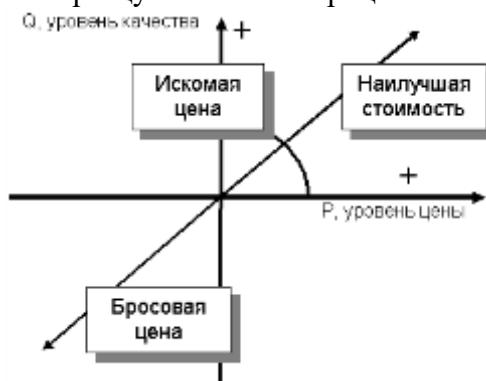 Q, уровень качества
+
Искомая
цена
Наилучшая
стоимость
+
P, уровень цены
Бросовая
цена